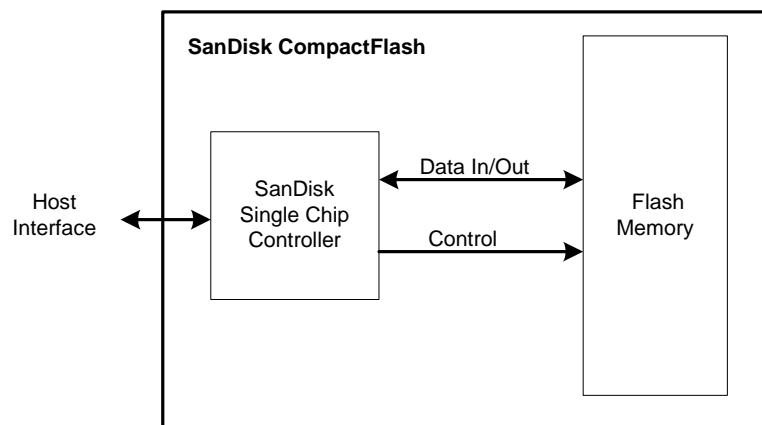 SanDisk CompactFlash
Host
Interface
SanDisk
Single Chip
Controller
Data In/Out
Control
Flash
Memory